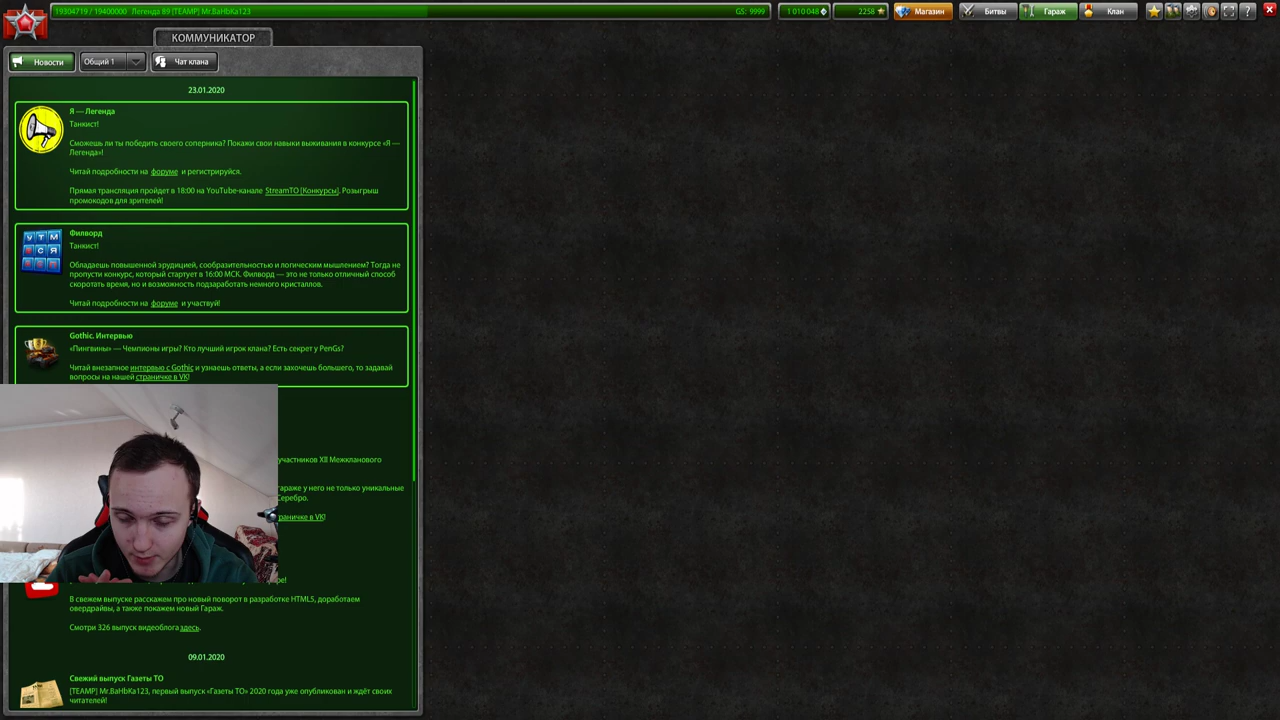 19304719 / 19400000 Легенда 89 [TEAMP] Mr.BaHbKa123
GS: 9999
1 010 048
2258
Магазин
Битвы
Гараж
Клан
?
КОММУНИКАТОР
Новости
Общий 1
Чат клана
23.01.2020
Я — Легенда
Танкист!
Сможешь ли ты победить своего соперника? Покажи свои навыки выживания в конкурсе «Я —
Легенда»!
Читай подробности на форуме и регистрируйся.
Прямая трансляция пройдет в 18:00 на YouTube-канале StreamTO [Конкурсы]. Розыгрыш
промокодов для зрителей!
УТМ
СЯ
Филворд
Танкист!
Обладаешь повышенной эрудицией, сообразительностью и логическим мышлением? Тогда не
пропусти конкурс, который стартует в 16:00 МСК. Филворд — это не только отличный способ
скоротать время, но и возможность подзаработать немного кристаллов.
Читай подробности на форуме и участвуй!
Gothic. Интервью
«Пингвины» — Чемпионы игры? Кто лучший игрок клана? Есть секрет у PenGs?
Читай внезапное интервью с Gothic и узнаешь ответы, а если захочешь большего, то задавай
вопросы на нашей страничке в VK!
участников XII Межкланового
гараже у него не только уникальные
Серебро.
раничке в VK!
ре!
В свежем выпуске расскажем про новый поворот в разработке HTML5, доработаем
овердрайвы, а также покажем новый Гараж.
Смотри 326 выпуск видеоблога здесь.
09.01.2020
Свежий выпуск Газеты ТО
[TEAMP] Mr.BaHbKa123, первый выпуск «Газеты ТО» 2020 года уже опубликован и ждёт своих
читателей!